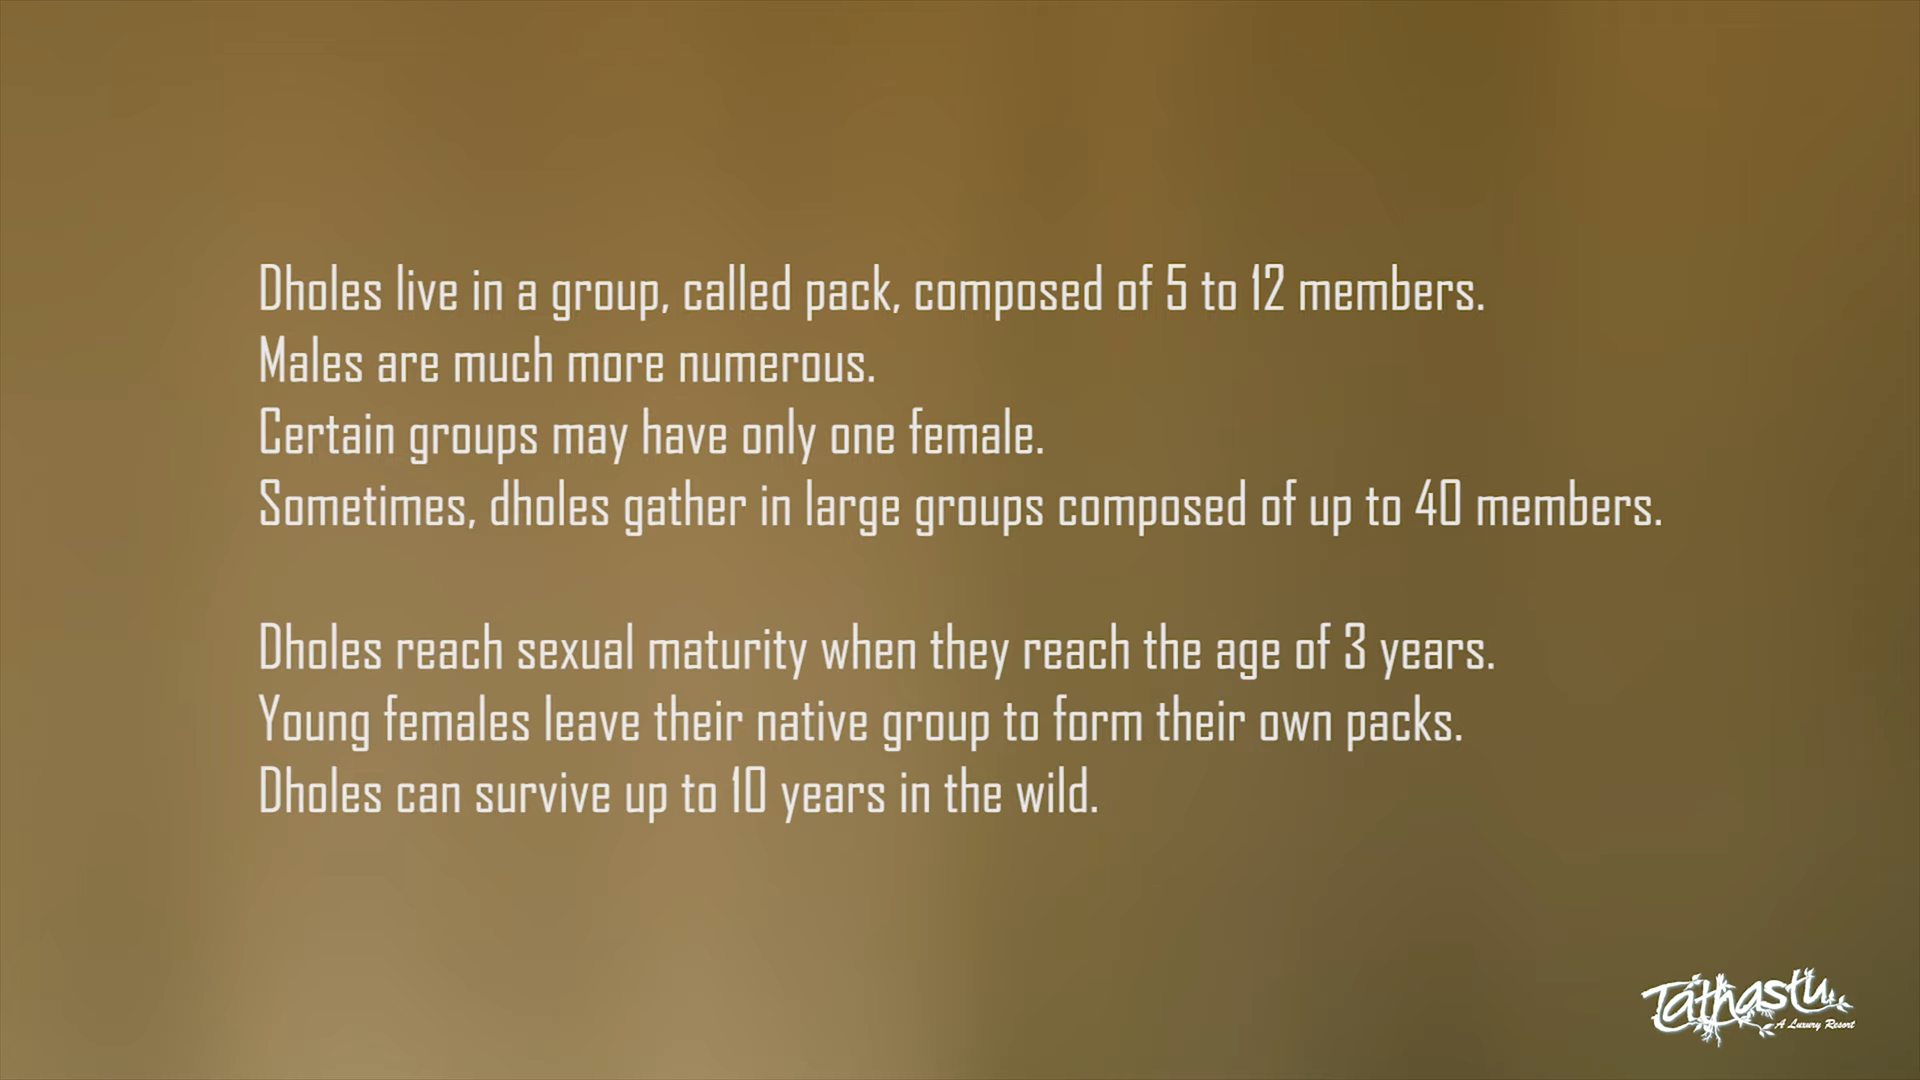 Dholes live in a group, called pack, composed of 5 to 12 members.
Males are much more numerous.
Certain groups may have only one female.
Sometimes, dholes gather in large groups composed of up to 40 members.
Dholes reach sexual maturity when they reach the age of 3 years.
Young females leave their native group to form their own packs.
Dholes can survive up to 10 years in the wild.
Tathastu
A Luxury Resort